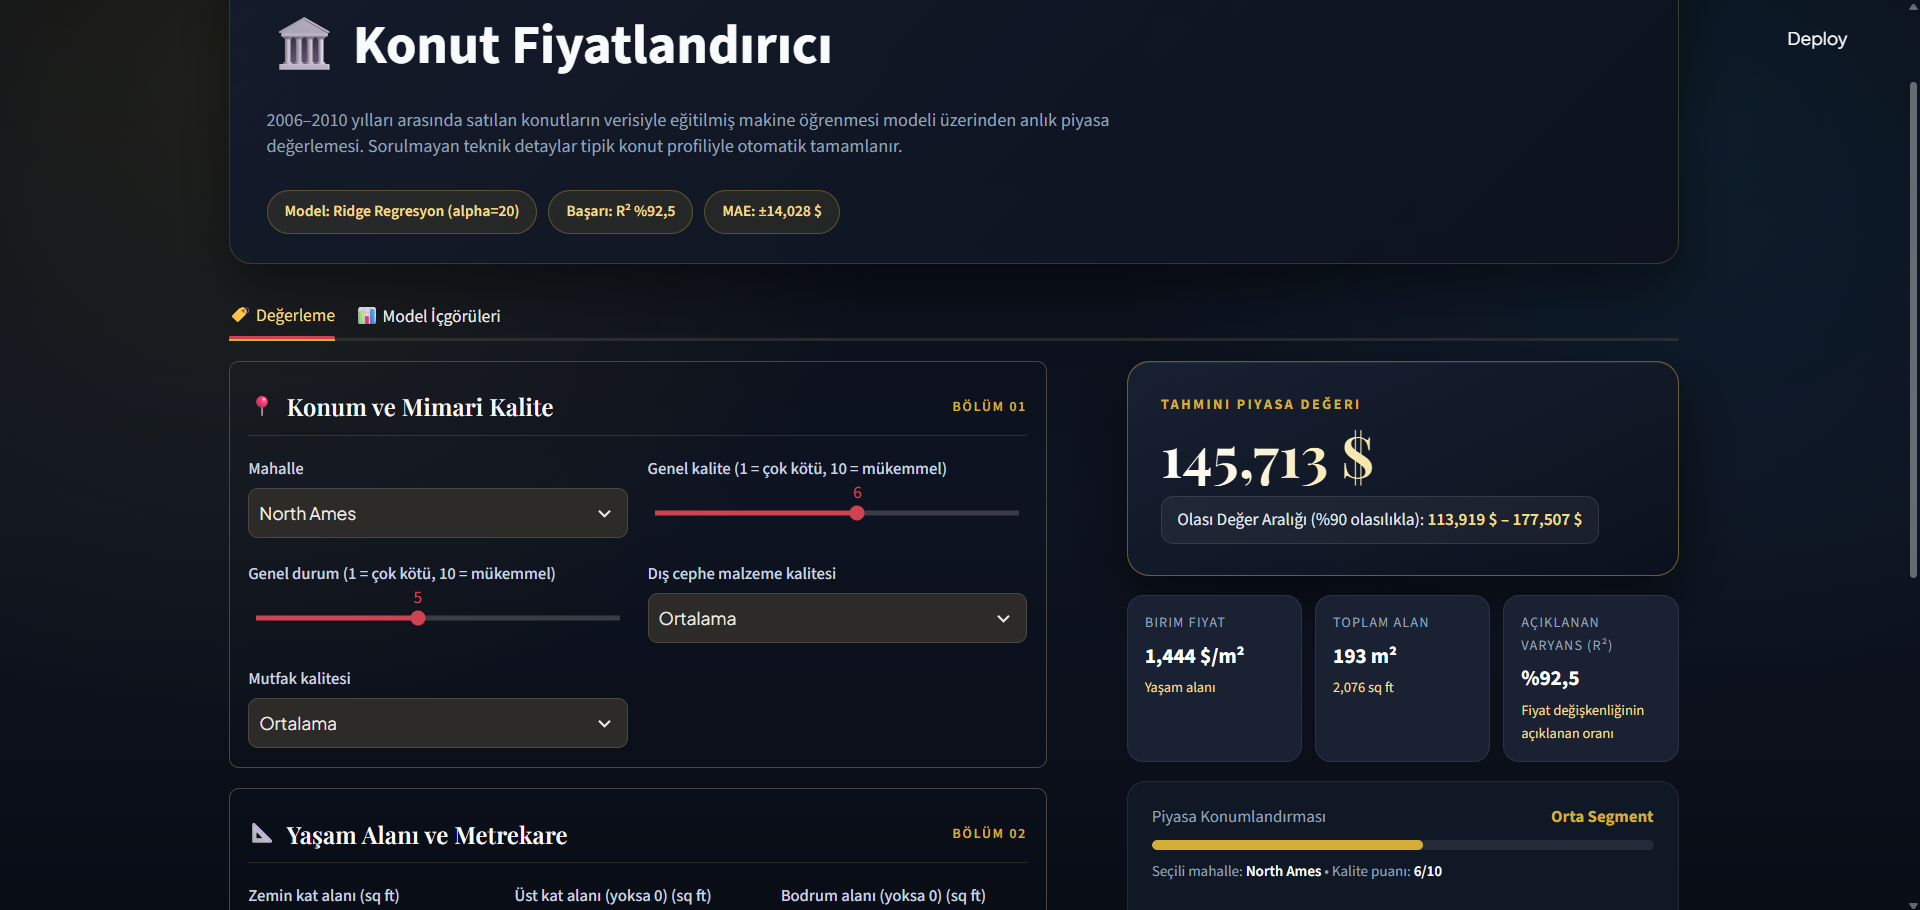 Konut Fiyatlandırıcı
Deploy
2006–2010 yılları arasında satılan konutların verisiyle eğitilmiş makine öğrenmesi modeli üzerinden anlık piyasa
değerlemesi. Sorulmayan teknik detaylar tipik konut profiliyle otomatik tamamlanır.
Model: Ridge Regresyon (alpha=20)
Başarı: R² %92,5
MAE: ±14,028 $
Değerleme
Model İçgörüleri
Konum ve Mimari Kalite
BÖLÜM 01
Mahalle
North Ames
Genel kalite (1 = çok kötü, 10 = mükemmel)
6
Genel durum (1 = çok kötü, 10 = mükemmel)
5
Dış cephe malzeme kalitesi
Ortalama
Mutfak kalitesi
Ortalama
Yaşam Alanı ve Metrekare
BÖLÜM 02
Zemin kat alanı (sq ft)
Üst kat alanı (yoksa 0) (sq ft)
Bodrum alanı (yoksa 0) (sq ft)
TAHMINI PIYASA DEĞERI
145,713 $
Olası Değer Aralığı (%90 olasılıkla): 113,919 $ – 177,507 $
BIRIM FIYAT
1,444 $/m²
Yaşam alanı
TOPLAM ALAN
193 m²
2,076 sq ft
AÇIKLANAN
VARYANS (R²)
%92,5
Fiyat değişkenliğinin
açıklanan oranı
Piyasa Konumlandırması
Orta Segment
Seçili mahalle: North Ames • Kalite puanı: 6/10